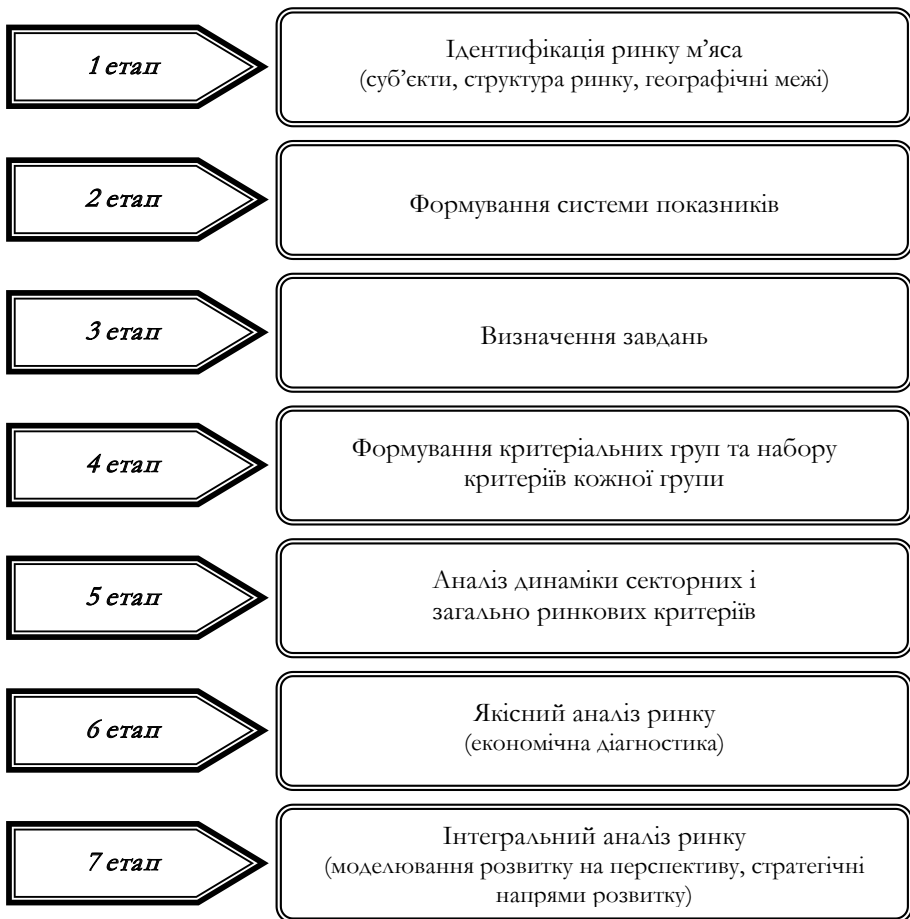 1 етап
Ідентифікація ринку м’яса
(суб’єкти, структура ринку, географічні межі)
2 етап
Формування системи показників
3 етап
Визначення завдань
4 етап
Формування критеріальних груп та набору
критеріїв кожної групи
5 етап
Аналіз динаміки секторних і
загально ринкових критеріїв
6 етап
Якісний аналіз ринку
(економічна діагностика)
7 етап
Інтегральний аналіз ринку
(моделювання розвитку на перспективу, стратегічні
напрями розвитку)